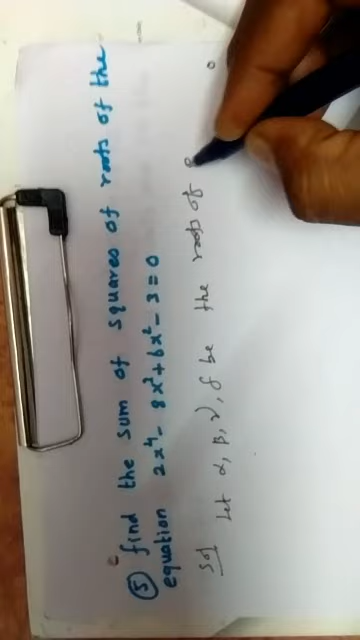 ⑤ find the sum of squares of roots of the
equation 2x⁴ - 8x³ + 6x² - 3 = 0
Sol Let α, β, γ, δ be the roots of